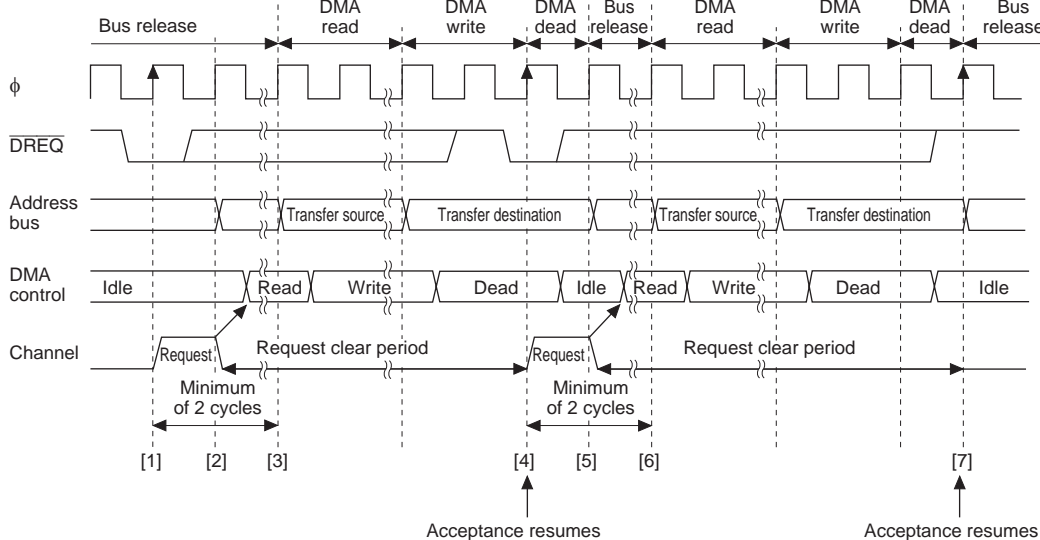 Bus release DMA read DMA write DMA dead Bus release DMA read DMA write DMA dead Bus release
ϕ
DREQ
Address bus Transfer source Transfer destination Transfer source Transfer destination
DMA control Idle Read Write Dead Idle Read Write Dead Idle
Channel Request Request clear period Request Request clear period
Minimum of 2 cycles Minimum of 2 cycles
[1] [2] [3] [4] [5] [6] [7]
Acceptance resumes Acceptance resumes